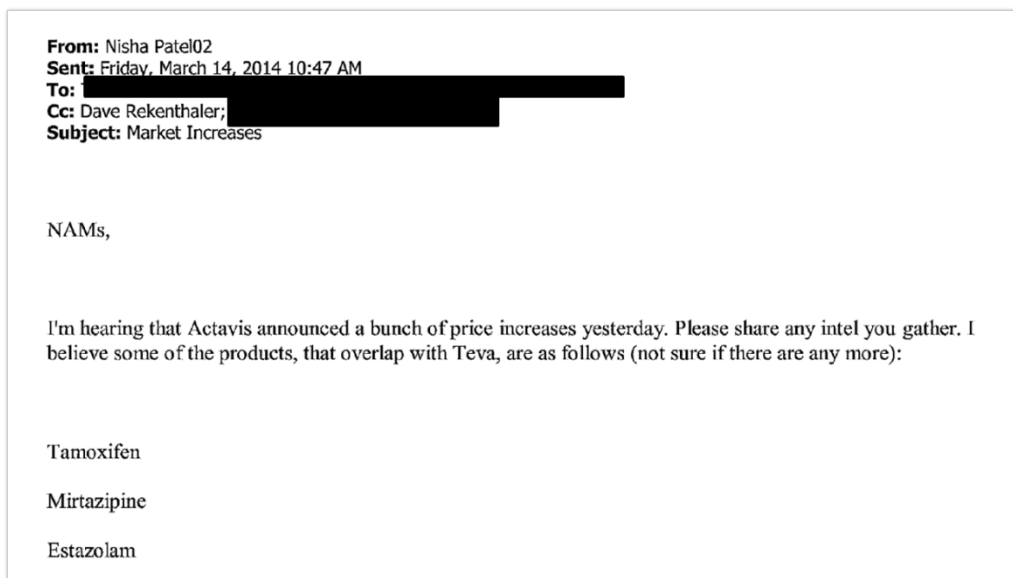 From: Nisha Patel02
Sent: Friday, March 14, 2014 10:47 AM
To:
Cc: Dave Rekenthaler;
Subject: Market Increases
NAMs,
I'm hearing that Actavis announced a bunch of price increases yesterday. Please share any intel you gather. I
believe some of the products, that overlap with Teva, are as follows (not sure if there are any more):
Tamoxifen
Mirtazipine
Estazolam